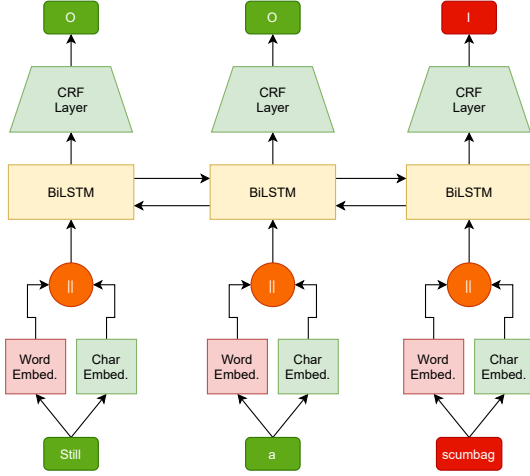 O O I
CRF CRF CRF
Layer Layer Layer
BiLSTM BiLSTM BiLSTM
|| || ||
Word Char Word Char Word Char
Embed. Embed. Embed. Embed. Embed. Embed.
Still a scumbag